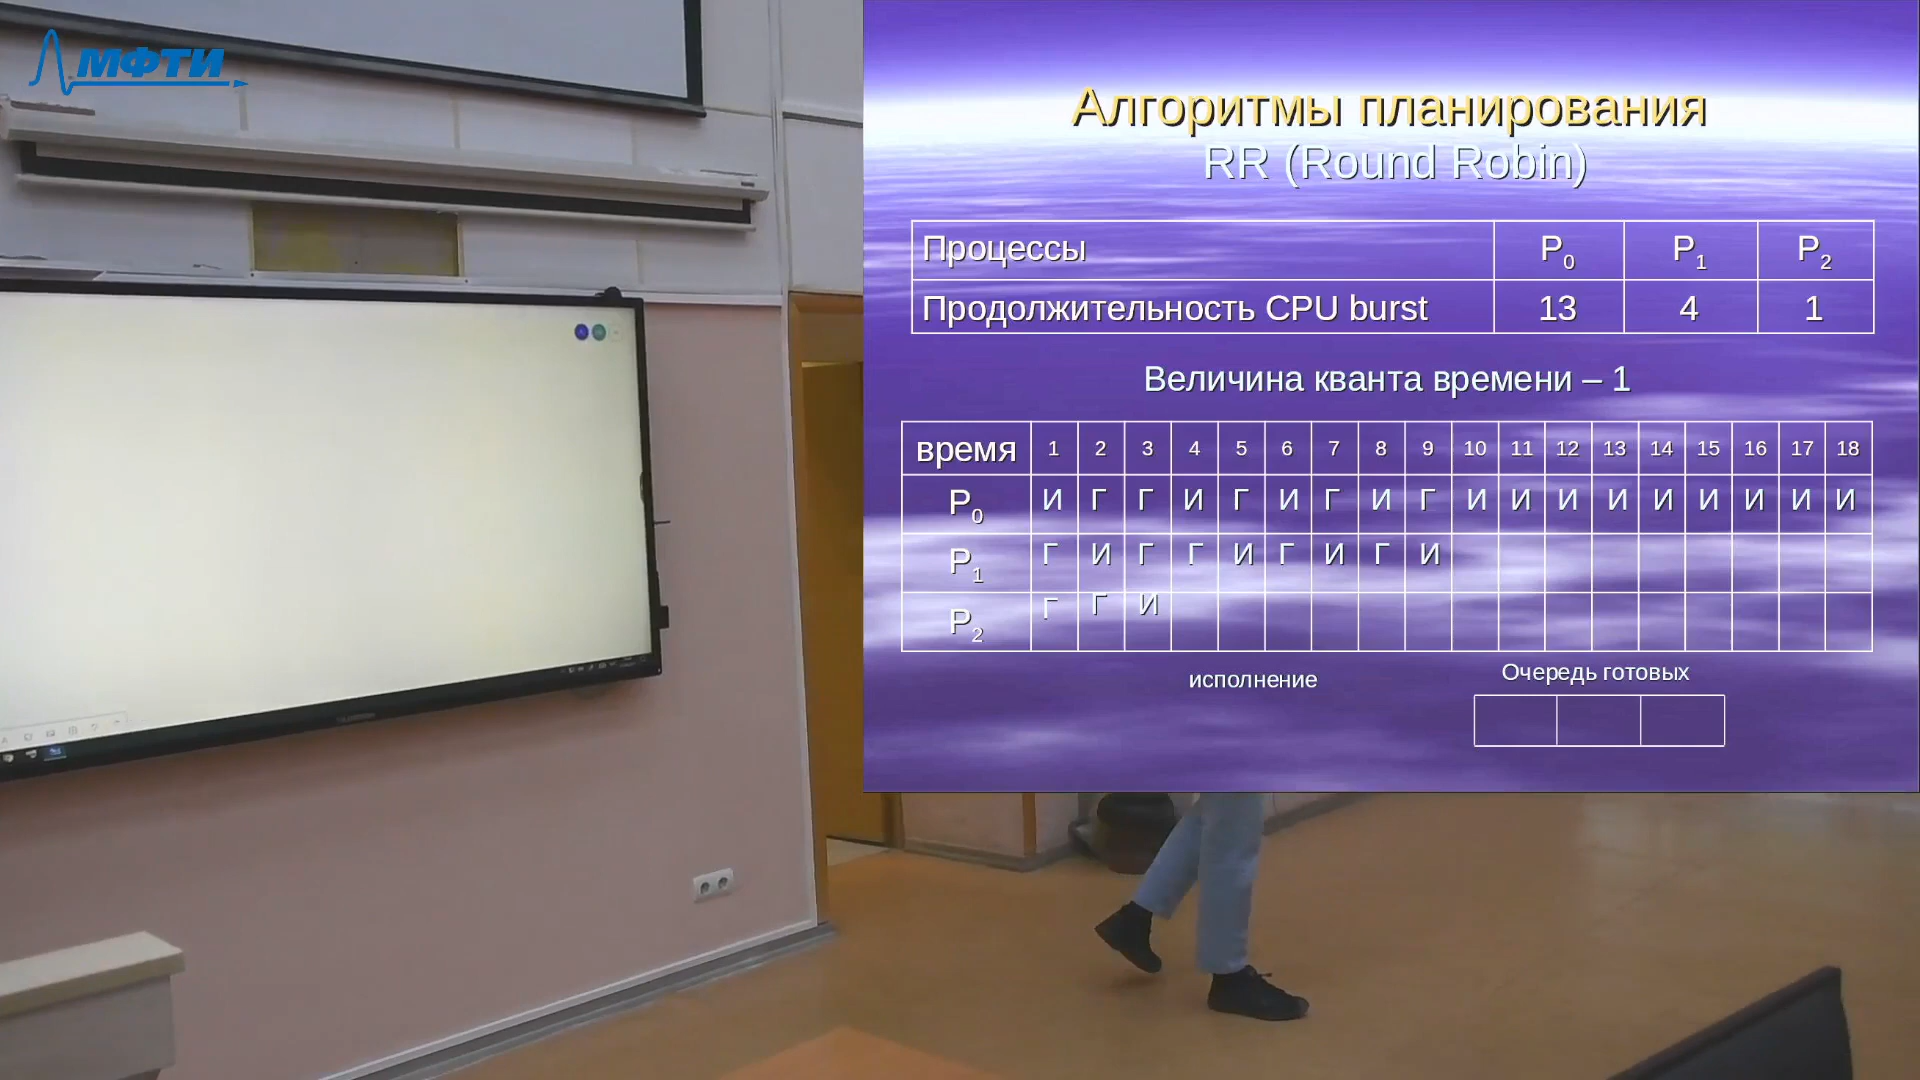 МФТИ
Алгоритмы планирования
RR (Round Robin)
Процессы P0 P1 P2
Продолжительность CPU burst 13 4 1
Величина кванта времени – 1
время 1 2 3 4 5 6 7 8 9 10 11 12 13 14 15 16 17 18
P0 И Г Г И Г И Г И Г И И И И И И И И И
P1 Г И Г Г И Г И Г И
P2 Г Г И
исполнение
Очередь готовых